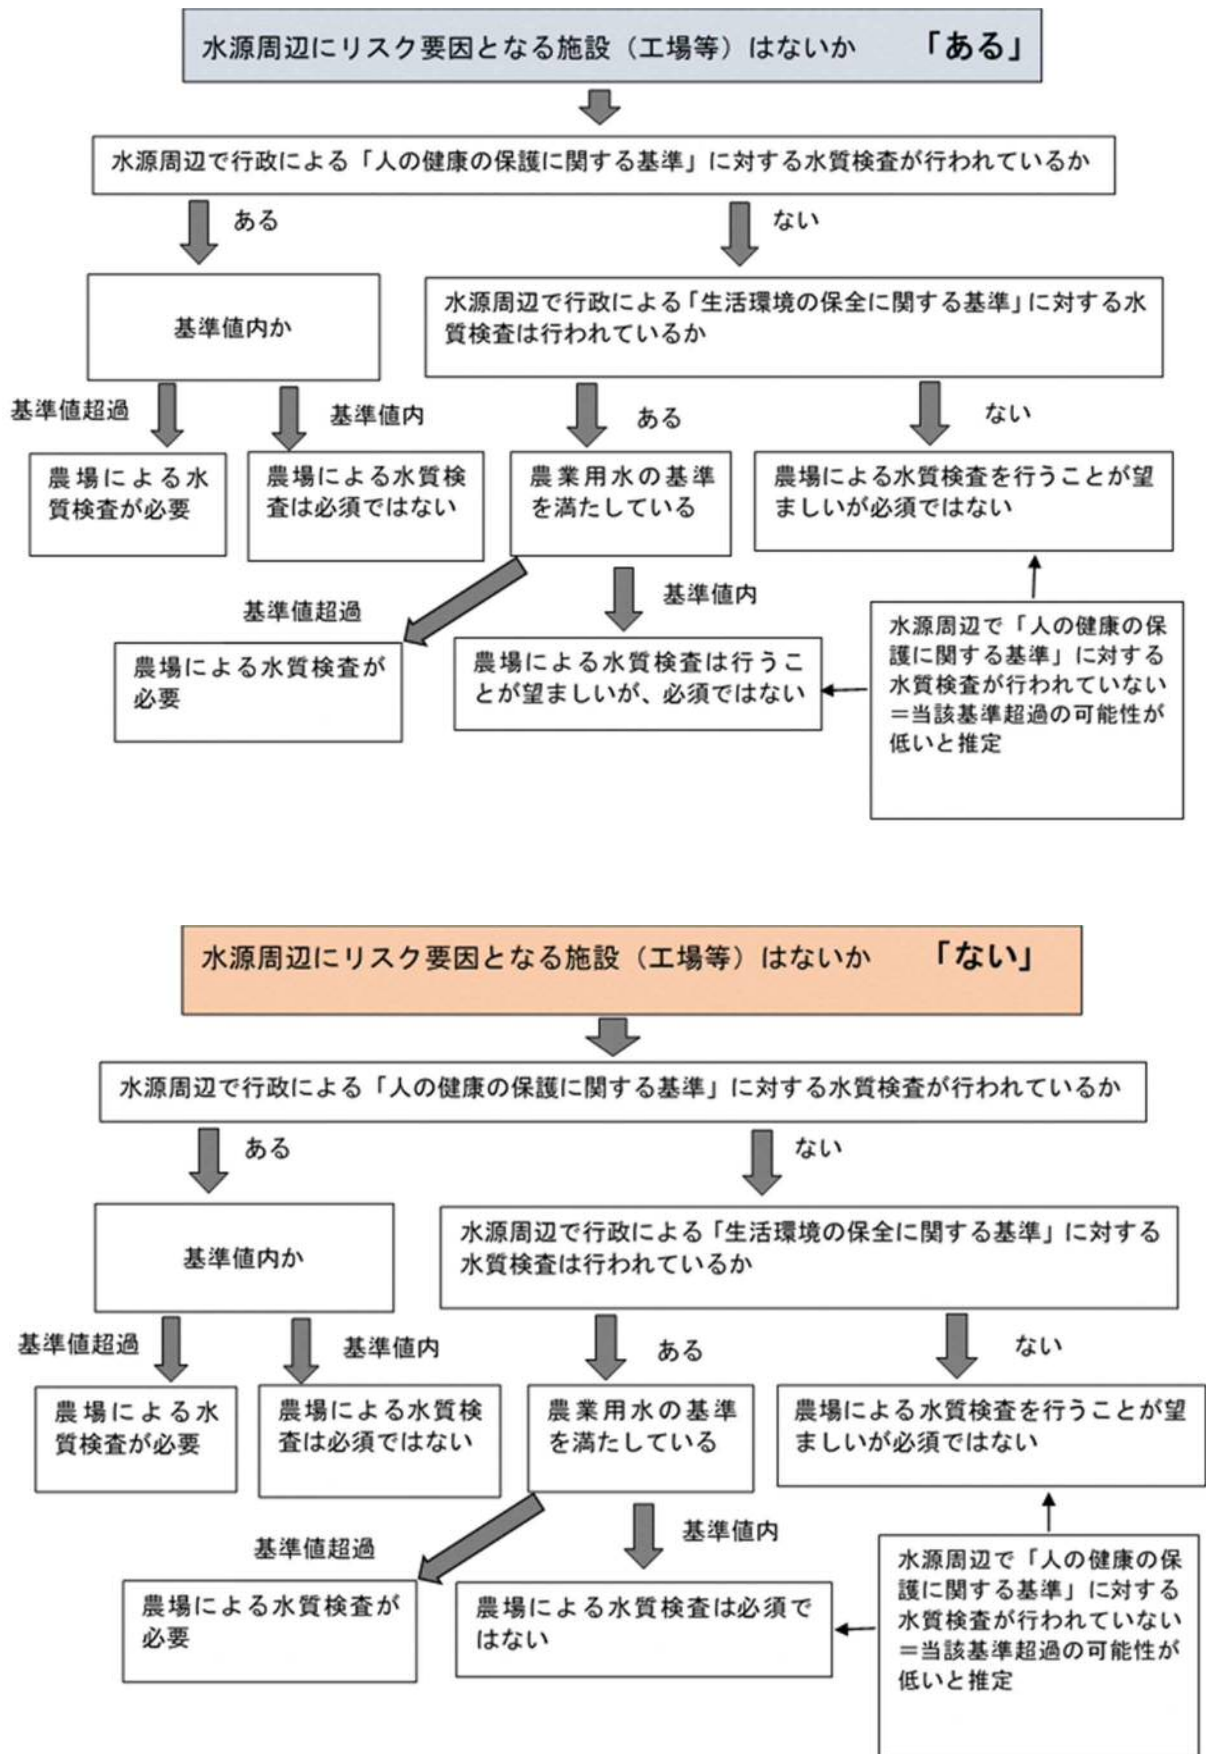 水源周辺にリスク要因となる施設（工場等）はないか　「ある」
水源周辺で行政による「人の健康の保護に関する基準」に対する水質検査が行われているか
ある
ない
基準値内か
水源周辺で行政による「生活環境の保全に関する基準」に対する水
質検査は行われているか
基準値超過
基準値内
ある
ない
農場による水
質検査が必要
農場による水質検
査は必須ではない
農業用水の基準
を満たしている
農場による水質検査を行うことが望
ましいが必須ではない
基準値超過
基準値内
農場による水質検査が
必要
農場による水質検査は行うこ
とが望ましいが、必須ではない
水源周辺で「人の健康の保
護に関する基準」に対する
水質検査が行われていない
＝当該基準超過の可能性が
低いと推定
水源周辺にリスク要因となる施設（工場等）はないか　「ない」
水源周辺で行政による「人の健康の保護に関する基準」に対する水質検査が行われているか
ある
ない
基準値内か
水源周辺で行政による「生活環境の保全に関する基準」に対する
水質検査は行われているか
基準値超過
基準値内
ある
ない
農場による水
質検査が必要
農場による水質検
査は必須ではない
農業用水の基準
を満たしている
農場による水質検査を行うことが望
ましいが必須ではない
基準値超過
基準値内
農場による水質検査が
必要
農場による水質検査は必須で
はない
水源周辺で「人の健康の保
護に関する基準」に対する
水質検査が行われていない
＝当該基準超過の可能性が
低いと推定